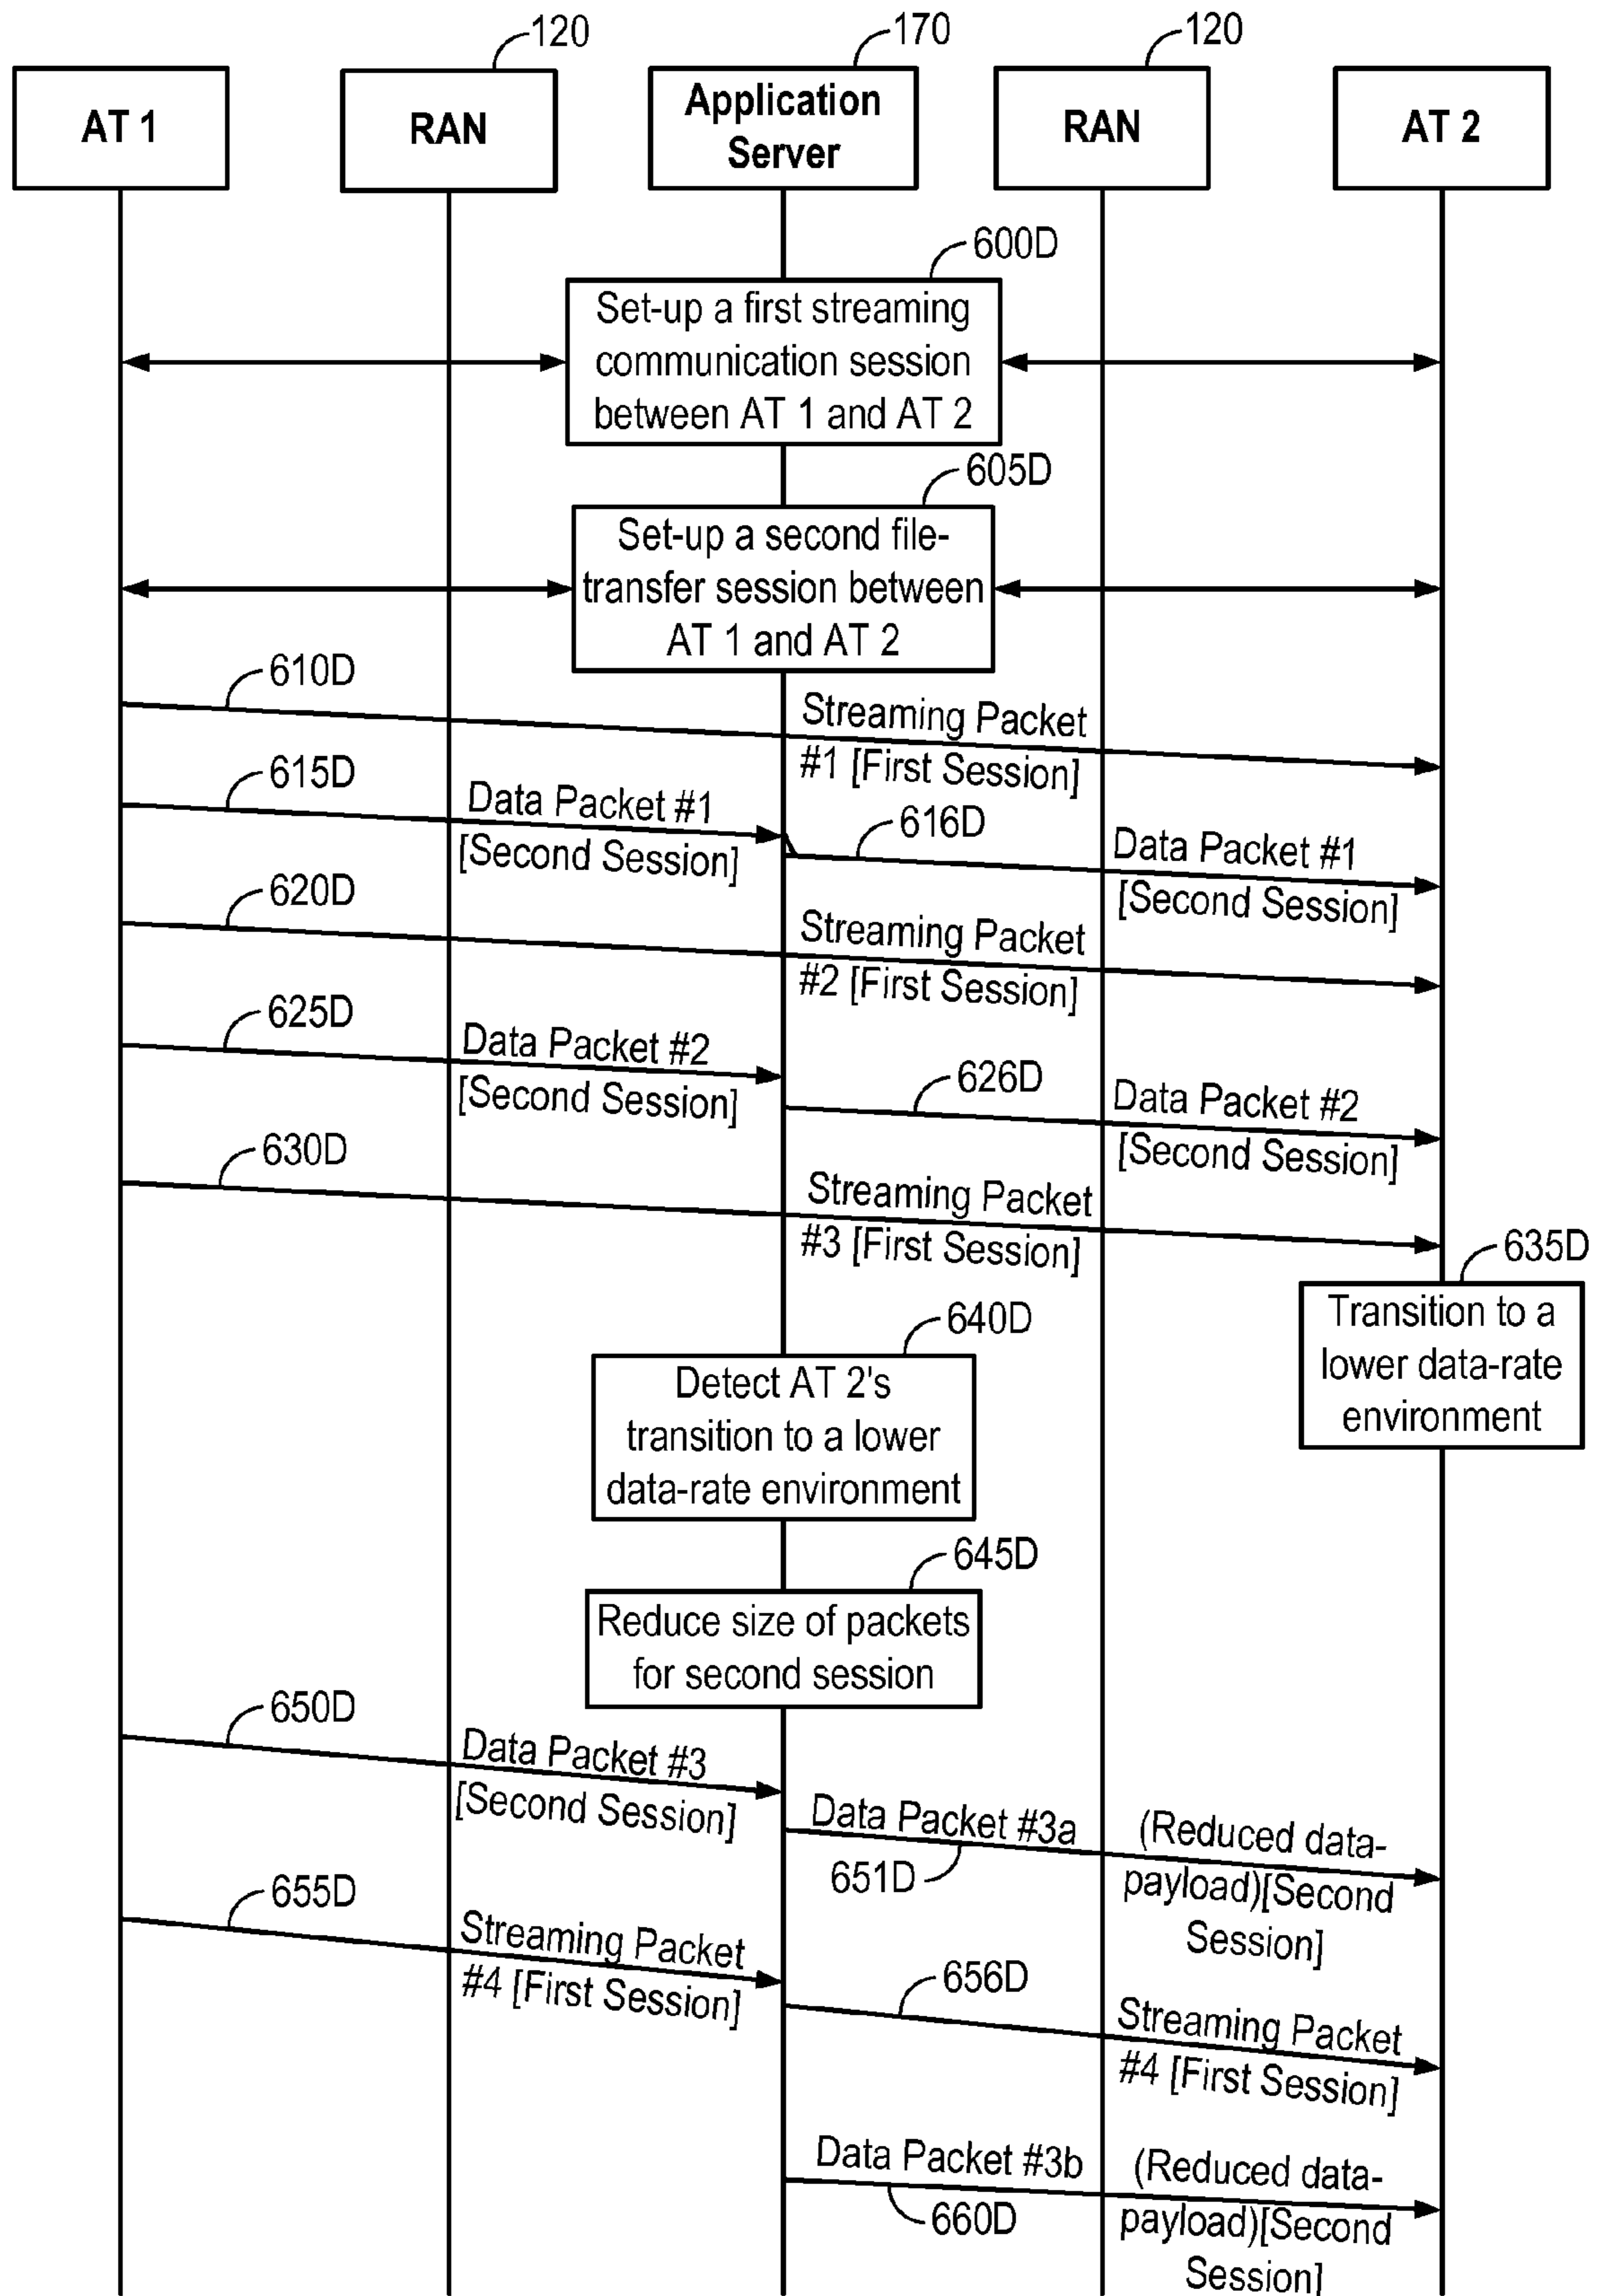 120
170
120
AT 1
RAN
Application
Server
RAN
AT 2
600D
Set-up a first streaming
communication session
between AT 1 and AT 2
605D
Set-up a second file-
transfer session between
AT 1 and AT 2
610D
Streaming Packet
#1 [First Session]
615D
Data Packet #1
[Second Session]
616D
Data Packet #1
[Second Session]
620D
Streaming Packet
#2 [First Session]
625D
Data Packet #2
[Second Session]
626D
Data Packet #2
[Second Session]
630D
Streaming Packet
#3 [First Session]
635D
Transition to a
lower data-rate
environment
640D
Detect AT 2's
transition to a lower
data-rate environment
645D
Reduce size of packets
for second session
650D
Data Packet #3
[Second Session]
Data Packet #3a
651D
(Reduced data-
payload)[Second
Session]
655D
Streaming Packet
#4 [First Session]
656D
Streaming Packet
#4 [First Session]
Data Packet #3b
660D
(Reduced data-
payload)[Second
Session]